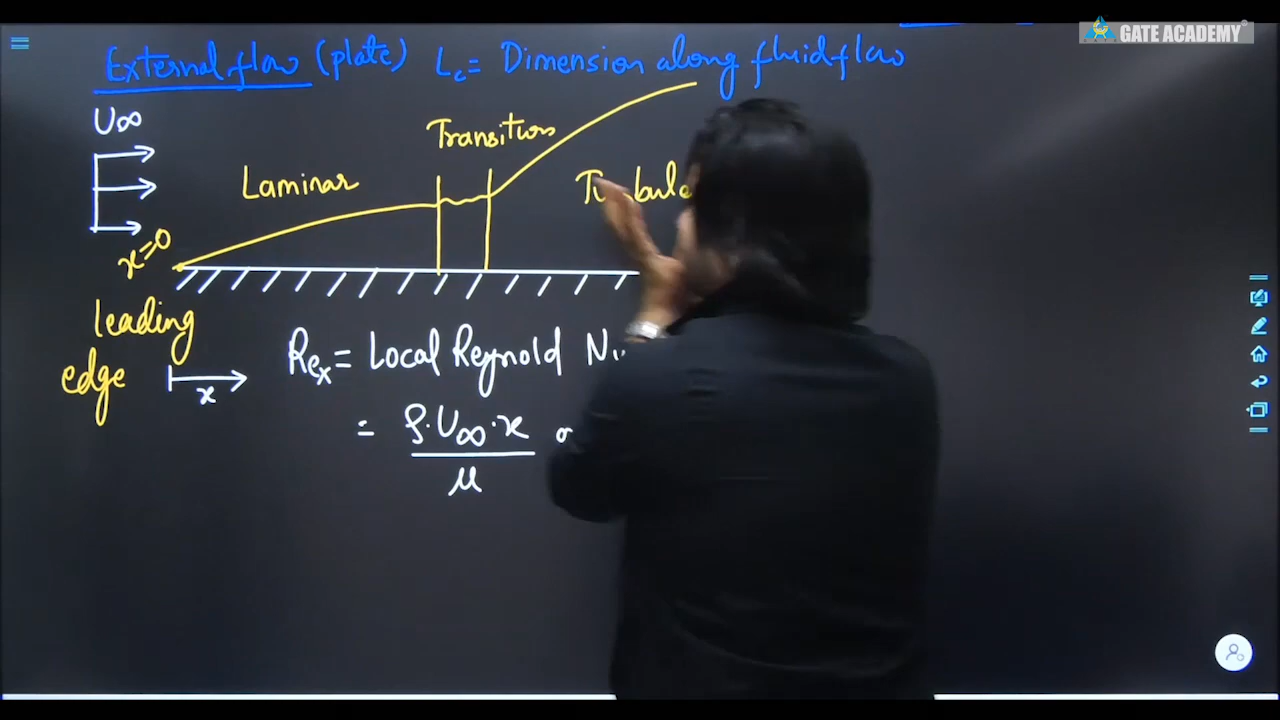 GATE ACADEMY®
External flow (plate) Lc = Dimension along fluid flow
U∞
Transition
Laminar
x=0
leading
edge
x
Rex = Local Reynold
= ρ.U∞.x
μ